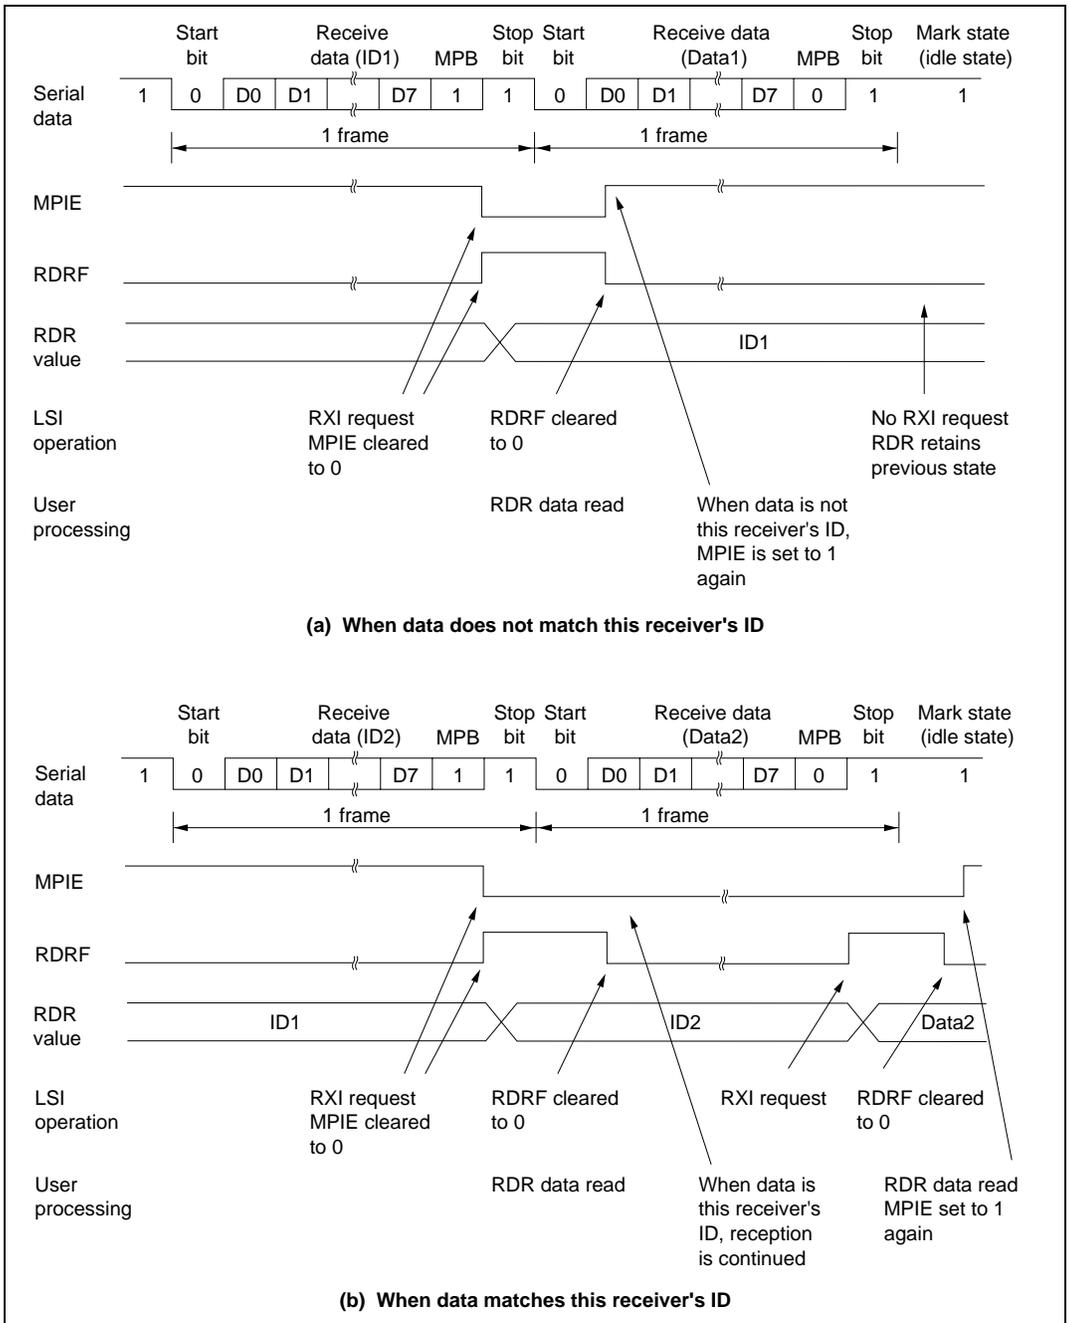 Start Receive Stop Start Receive data Stop Mark state
bit data (ID1) MPB bit bit (Data1) MPB bit (idle state)
Serial
data
1 0 D0 D1 D7 1 1 0 D0 D1 D7 0 1 1
1 frame 1 frame
MPIE
RDRF
RDR
value
ID1
LSI
operation
RXI request
MPIE cleared
to 0
RDRF cleared
to 0
No RXI request
RDR retains
previous state
User
processing
RDR data read
When data is not
this receiver's ID,
MPIE is set to 1
again
(a) When data does not match this receiver's ID
Start Receive Stop Start Receive data Stop Mark state
bit data (ID2) MPB bit bit (Data2) MPB bit (idle state)
Serial
data
1 0 D0 D1 D7 1 1 0 D0 D1 D7 0 1 1
1 frame 1 frame
MPIE
RDRF
RDR
value
ID1 ID2 Data2
LSI
operation
RXI request
MPIE cleared
to 0
RDRF cleared
to 0
RXI request
RDRF cleared
to 0
User
processing
RDR data read
When data is
this receiver's
ID, reception
is continued
RDR data read
MPIE set to 1
again
(b) When data matches this receiver's ID